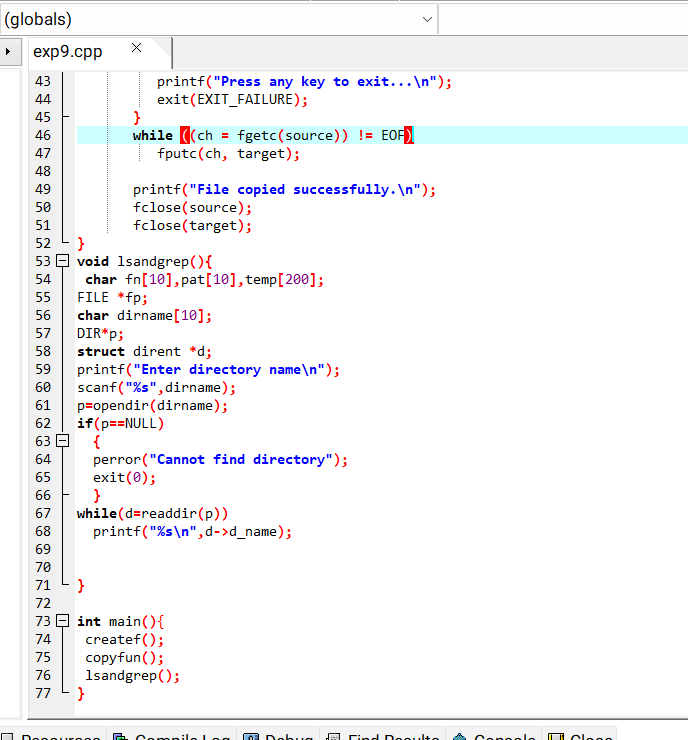 (globals)
exp9.cpp
43 printf("Press any key to exit...\n");
44 exit(EXIT_FAILURE);
45 }
46 while ((ch = fgetc(source)) != EOF)
47 fputc(ch, target);
48
49 printf("File copied successfully.\n");
50 fclose(source);
51 fclose(target);
52 }
53 void lsandgrep(){
54 char fn[10],pat[10],temp[200];
55 FILE *fp;
56 char dirname[10];
57 DIR*p;
58 struct dirent *d;
59 printf("Enter directory name\n");
60 scanf("%s",dirname);
61 p=opendir(dirname);
62 if(p==NULL)
63 {
64 perror("Cannot find directory");
65 exit(0);
66 }
67 while(d=readdir(p))
68 printf("%s\n",d->d_name);
69
70
71 }
72
73 int main(){
74 createf();
75 copyfun();
76 lsandgrep();
77 }
Resources Compile Log Debug Find Results Console Close